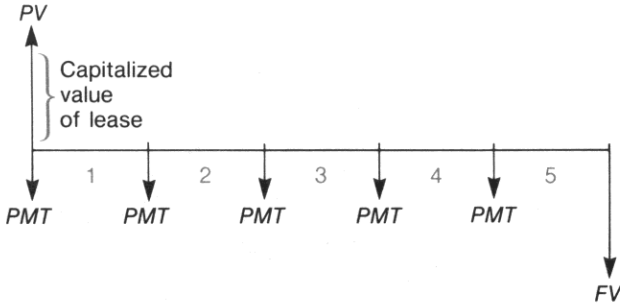 PV
Capitalized
value
of lease
1 2 3 4 5
PMT PMT PMT PMT PMT
FV